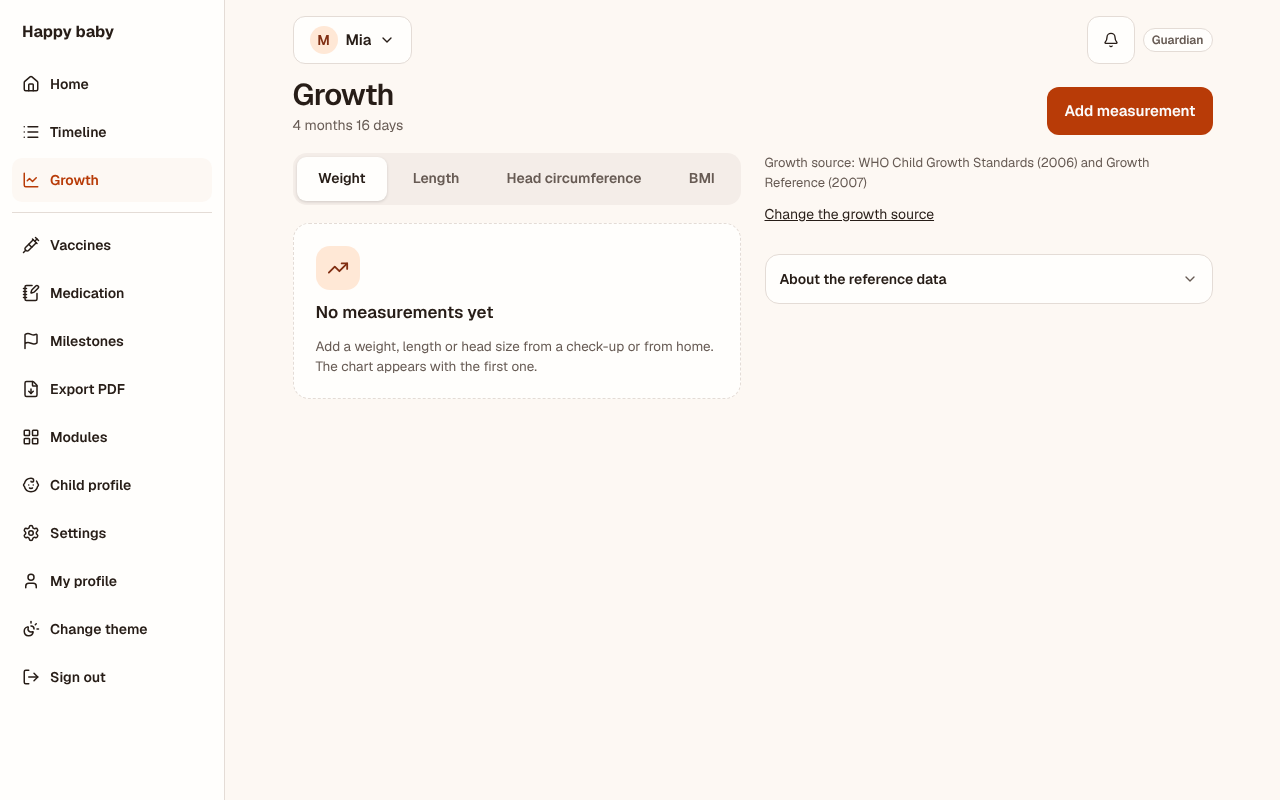 Happy baby
Home
Timeline
Growth
Vaccines
Medication
Milestones
Export PDF
Modules
Child profile
Settings
My profile
Change theme
Sign out
M Mia
Guardian
Growth
4 months 16 days
Add measurement
Weight Length Head circumference BMI
No measurements yet
Add a weight, length or head size from a check-up or from home.
The chart appears with the first one.
Growth source: WHO Child Growth Standards (2006) and Growth
Reference (2007)
Change the growth source
About the reference data